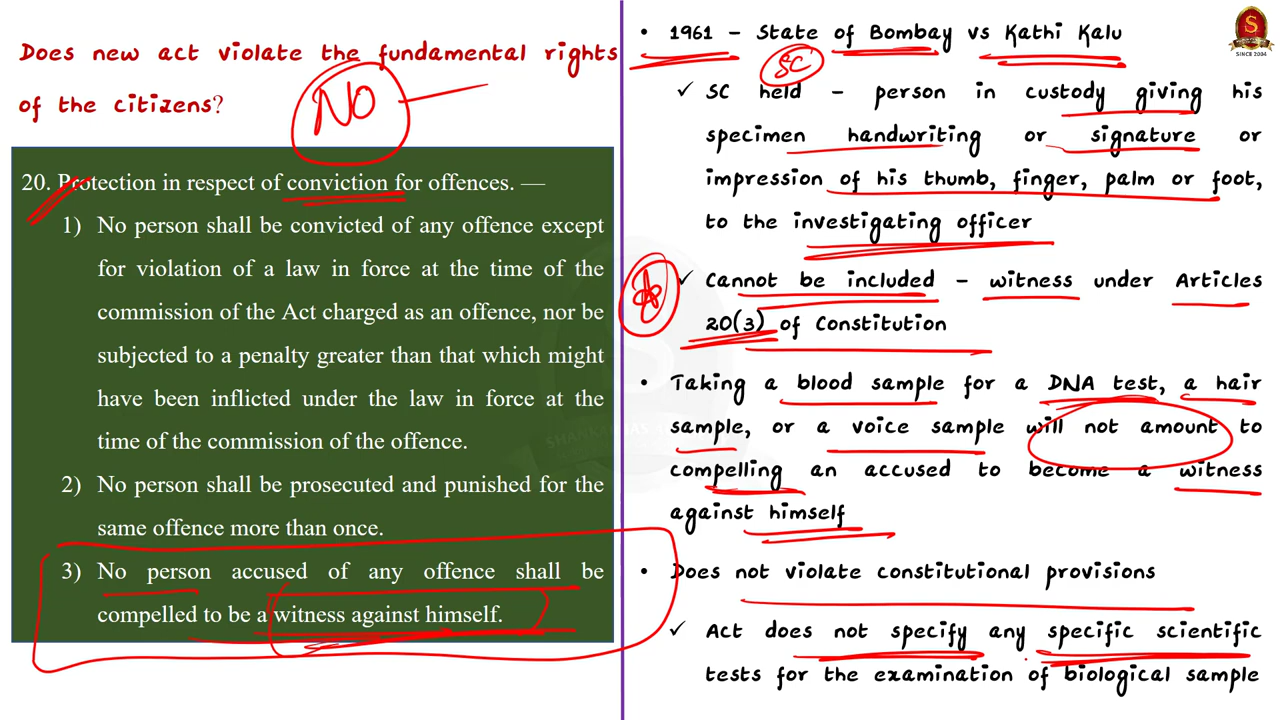 Does new act violate the fundamental rights
of the citizens?
NO
20. Protection in respect of conviction for offences. —
1) No person shall be convicted of any offence except
for violation of a law in force at the time of the
commission of the Act charged as an offence, nor be
subjected to a penalty greater than that which might
have been inflicted under the law in force at the
time of the commission of the offence.
2) No person shall be prosecuted and punished for the
same offence more than once.
3) No person accused of any offence shall be
compelled to be a witness against himself.
• 1961 – State of Bombay vs Kathi Kalu
SC
✓ SC held – person in custody giving his
specimen handwriting or signature or
impression of his thumb, finger, palm or foot,
to the investigating officer
✓ Cannot be included – witness under Articles
20(3) of Constitution
• Taking a blood sample for a DNA test, a hair
sample, or a voice sample will not amount to
compelling an accused to become a witness
against himself
• Does not violate constitutional provisions
✓ Act does not specify any specific scientific
tests for the examination of biological sample
SINCE 2004